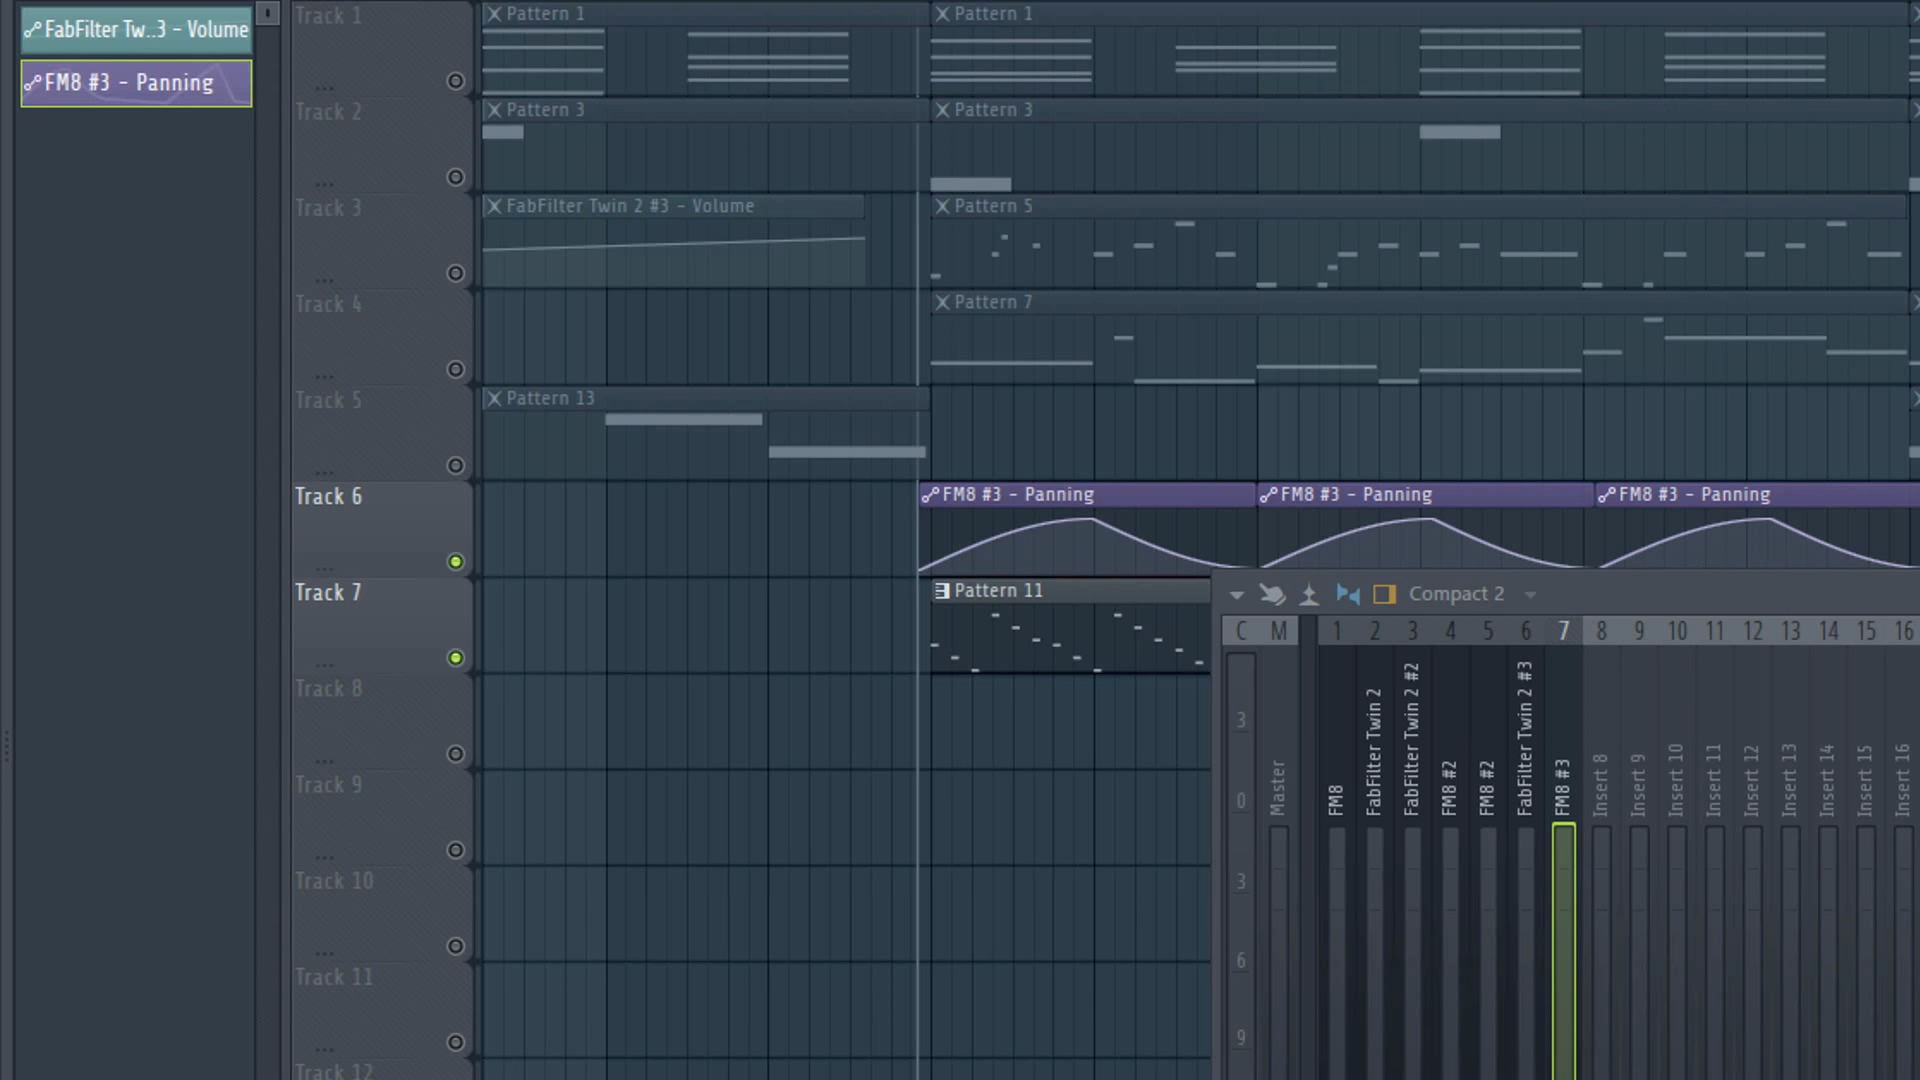 FabFilter Tw..3 - Volume
FM8 #3 - Panning
Track 1
Pattern 1
Pattern 1
Track 2
Pattern 3
Pattern 3
Track 3
FabFilter Twin 2 #3 - Volume
Pattern 5
Track 4
Pattern 7
Track 5
Pattern 13
Track 6
FM8 #3 - Panning
FM8 #3 - Panning
FM8 #3 - Panning
Track 7
Pattern 11
Compact 2
C M 1 2 3 4 5 6 7 8 9 10 11 12 13 14 15 16
3
0
3
6
9
Master
FM8
FabFilter Twin 2
FabFilter Twin 2 #2
FM8 #2
FM8 #2
FabFilter Twin 2 #3
FM8 #3
Insert 8
Insert 9
Insert 10
Insert 11
Insert 12
Insert 13
Insert 14
Insert 15
Insert 16
Track 8
Track 9
Track 10
Track 11
Track 12